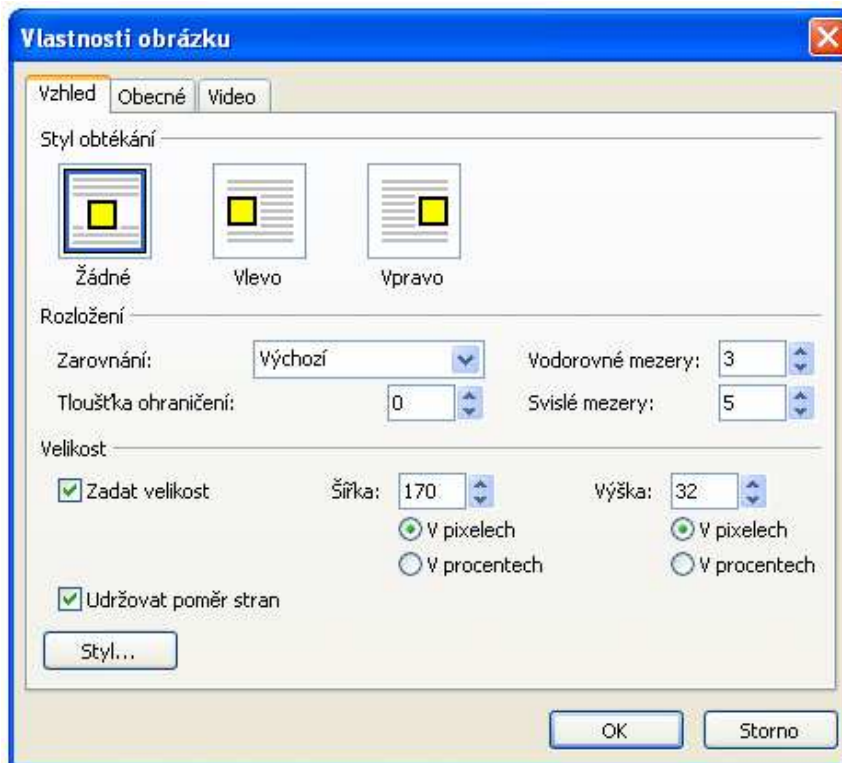 Vlastnosti obrázku
Vzhled Obecné Video
Styl obtékání
Žádné Vlevo Vpravo
Rozložení
Zarovnání: Výchozí Vodorovné mezery: 3
Tloušťka ohraničení: 0 Svislé mezery: 5
Velikost
Zadat velikost Šířka: 170 Výška: 32
V pixelech V pixelech
V procentech V procentech
Udržovat poměr stran
Styl...
OK Storno